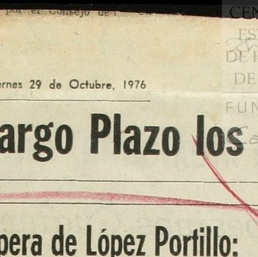 por el Consejo de
CEN
ES
DE
DE
FUN
ernes 29 de Octubre, 1976
argo Plazo los
pera de López Portillo: